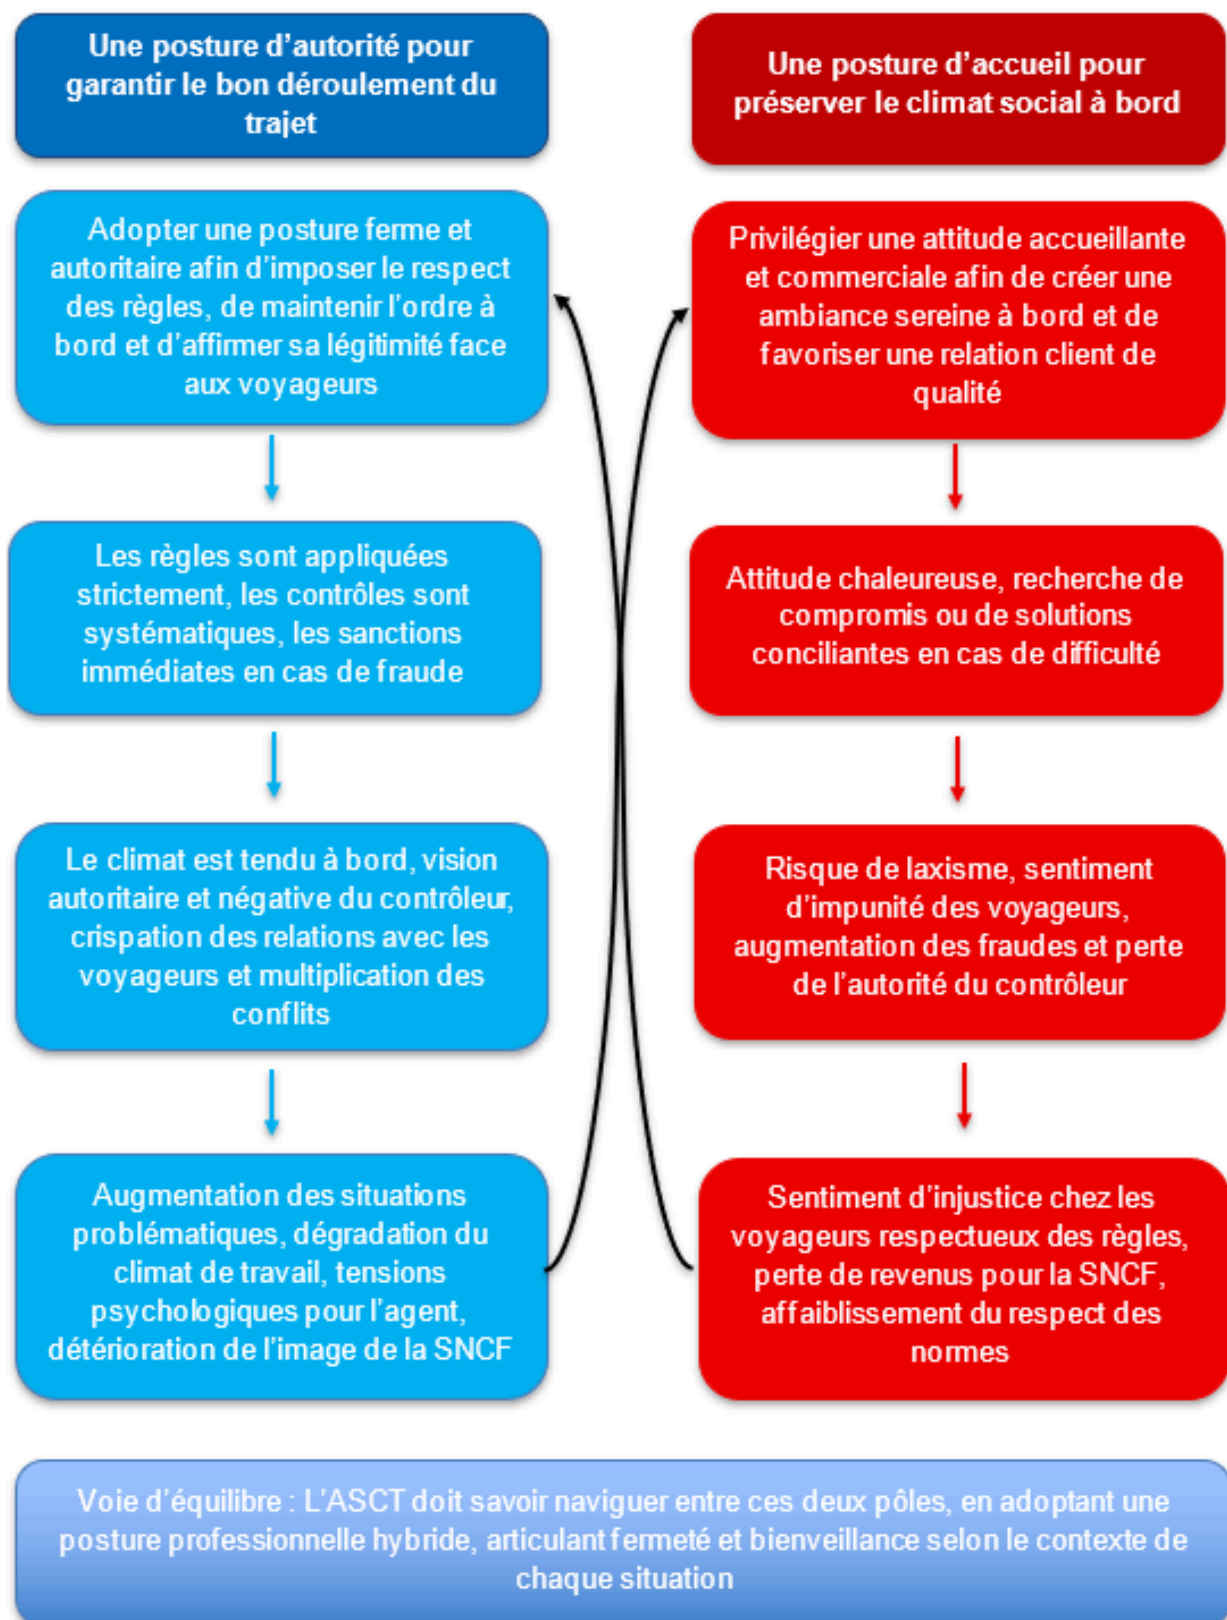 Une posture d'autorité pour
garantir le bon déroulement du
trajet
Adopter une posture ferme et
autoritaire afin d'imposer le respect
des règles, de maintenir l'ordre à
bord et d'affirmer sa légitimité face
aux voyageurs
Les règles sont appliquées
strictement, les contrôles sont
systématiques, les sanctions
immédiates en cas de fraude
Le climat est tendu à bord, vision
autoritaire et négative du contrôleur,
crispation des relations avec les
voyageurs et multiplication des
conflits
Augmentation des situations
problématiques, dégradation du
climat de travail, tensions
psychologiques pour l'agent,
détérioration de l'image de la SNCF
Une posture d'accueil pour
préserver le climat social à bord
Privilégier une attitude accueillante
et commerciale afin de créer une
ambiance sereine à bord et de
favoriser une relation client de
qualité
Attitude chaleureuse, recherche de
compromis ou de solutions
conciliantes en cas de difficulté
Risque de laxisme, sentiment
d'impunité des voyageurs,
augmentation des fraudes et perte
de l'autorité du contrôleur
Sentiment d'injustice chez les
voyageurs respectueux des règles,
perte de revenus pour la SNCF,
affaiblissement du respect des
normes
Voie d'équilibre : L'ASCT doit savoir naviguer entre ces deux pôles, en adoptant une
posture professionnelle hybride, articulant fermeté et bienveillance selon le contexte de
chaque situation